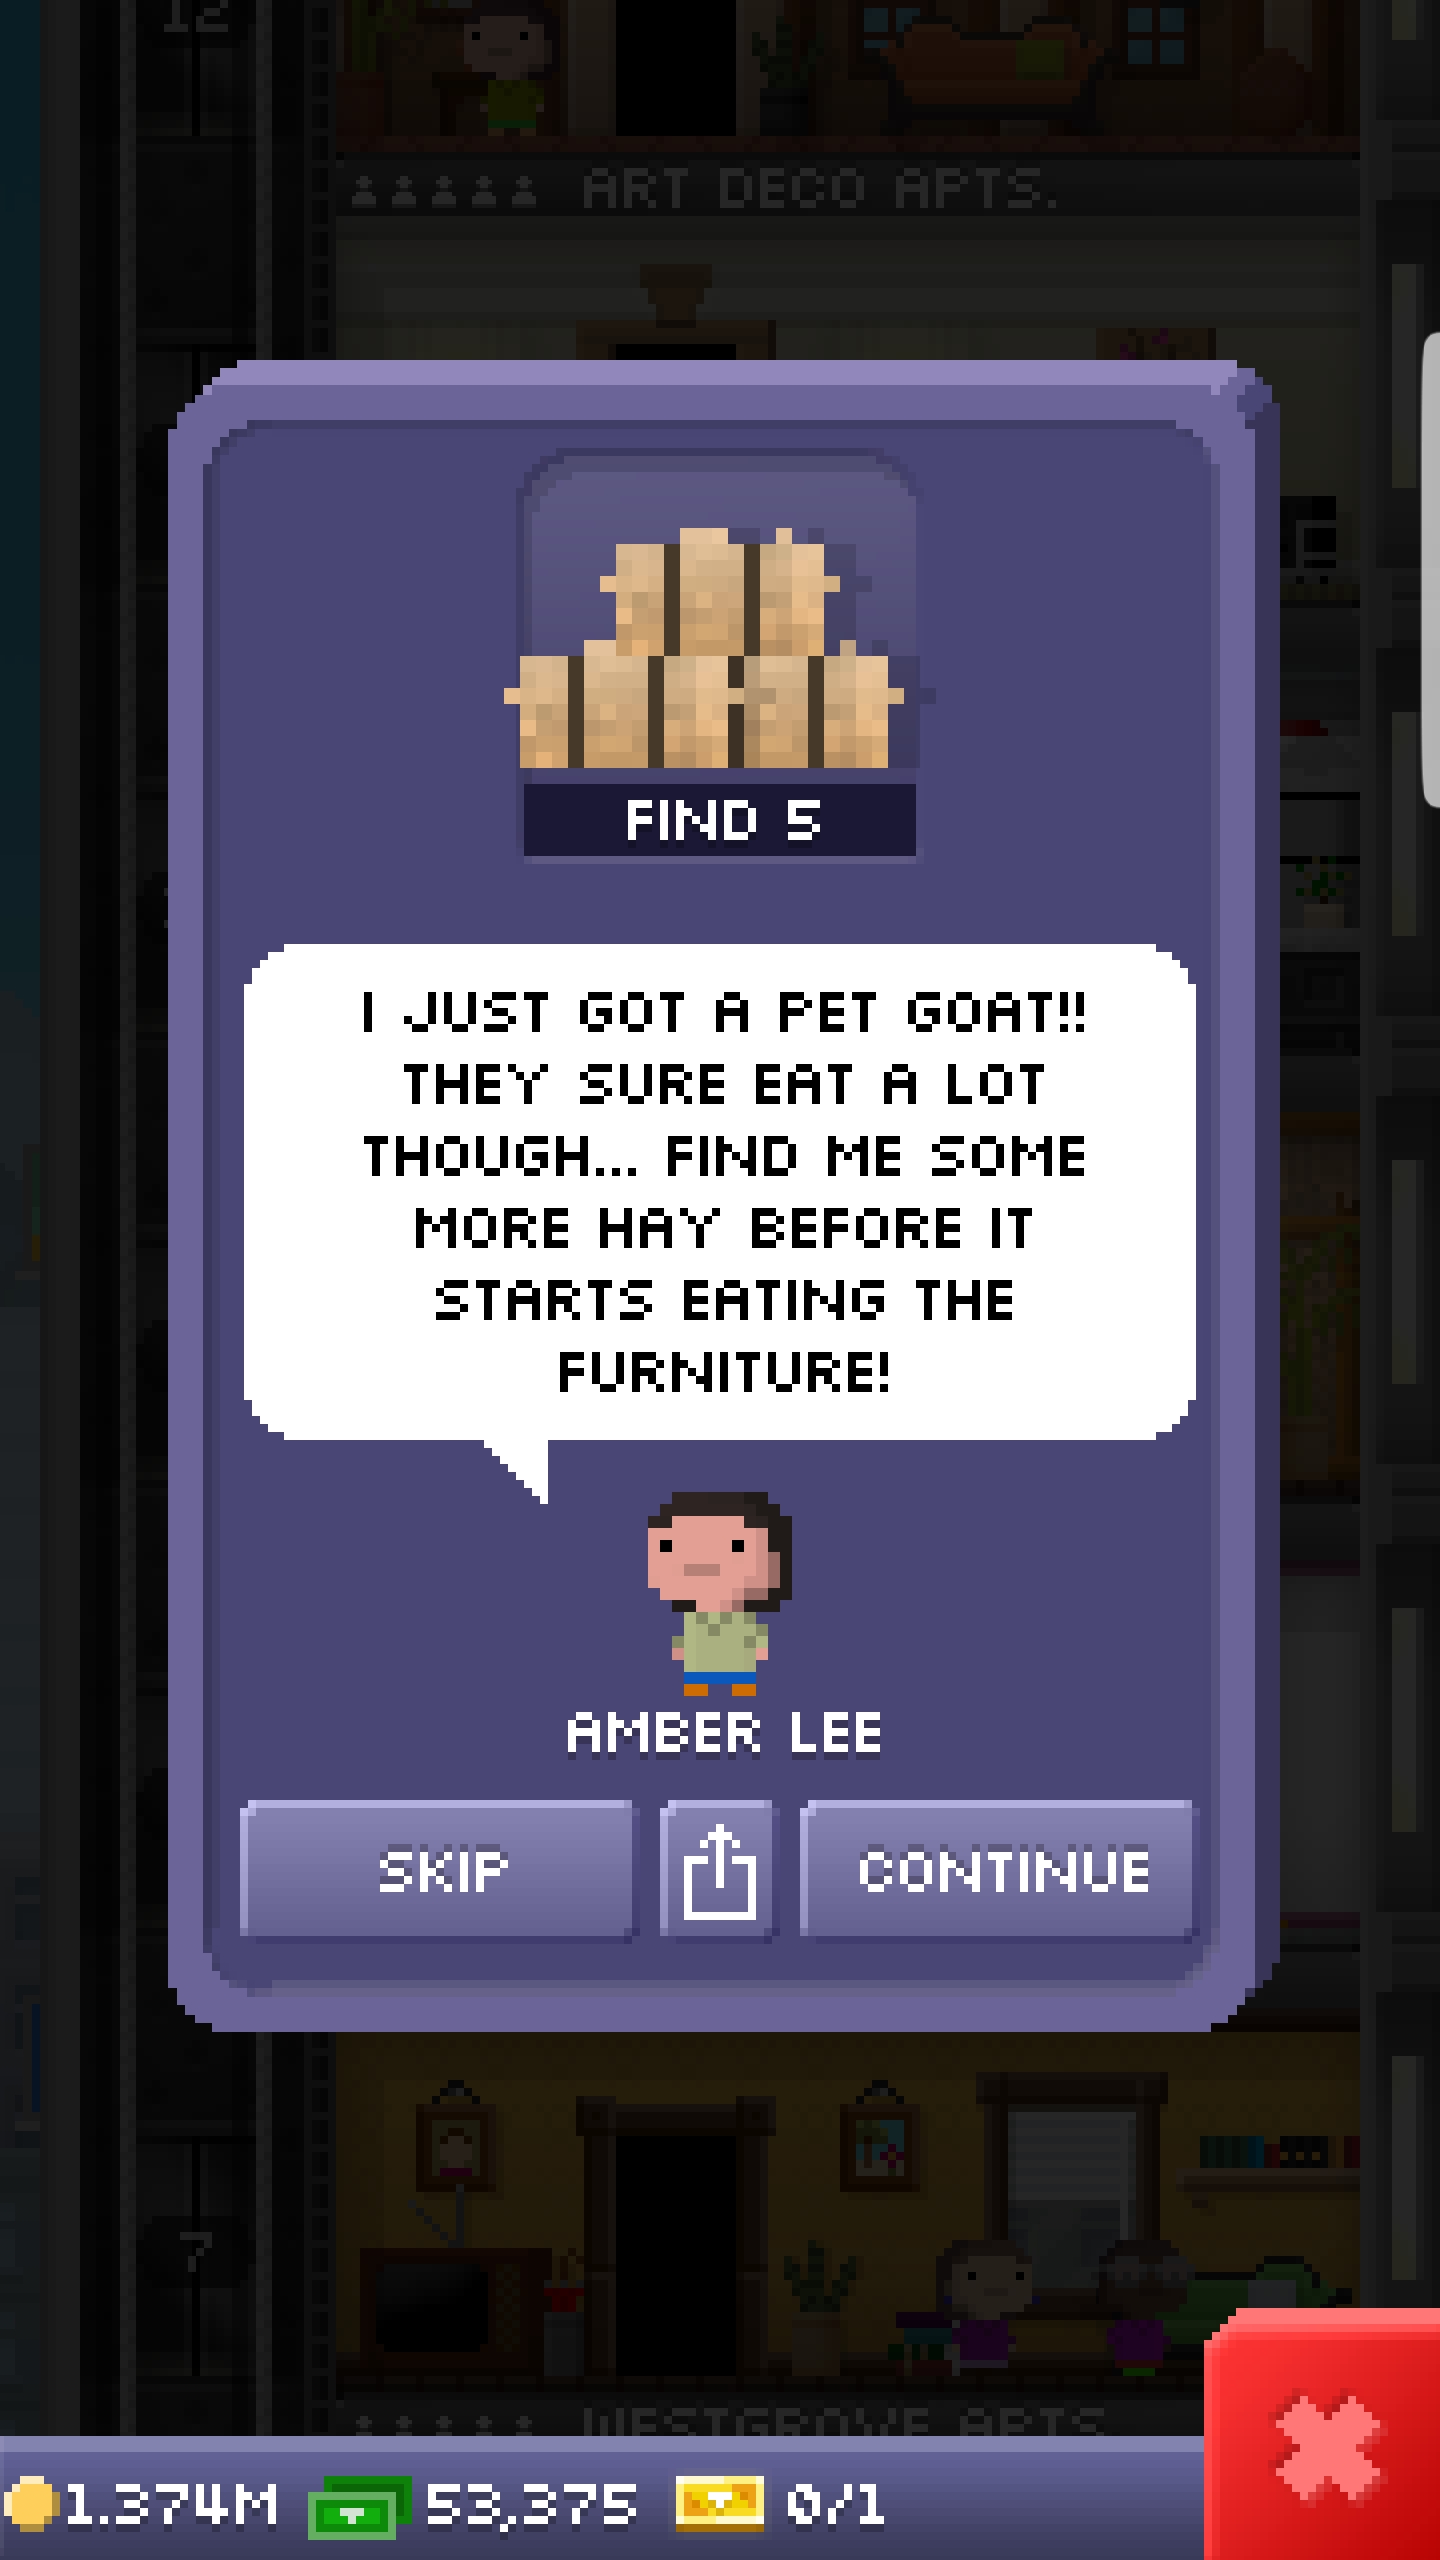 12
ART DECO APTS.
FIND 5
I JUST GOT A PET GOAT!!
THEY SURE EAT A LOT
THOUGH... FIND ME SOME
MORE HAY BEFORE IT
STARTS EATING THE
FURNITURE!
AMBER LEE
SKIP
CONTINUE
7
WESTGROVE APTS
1.374M 53,375 0/1